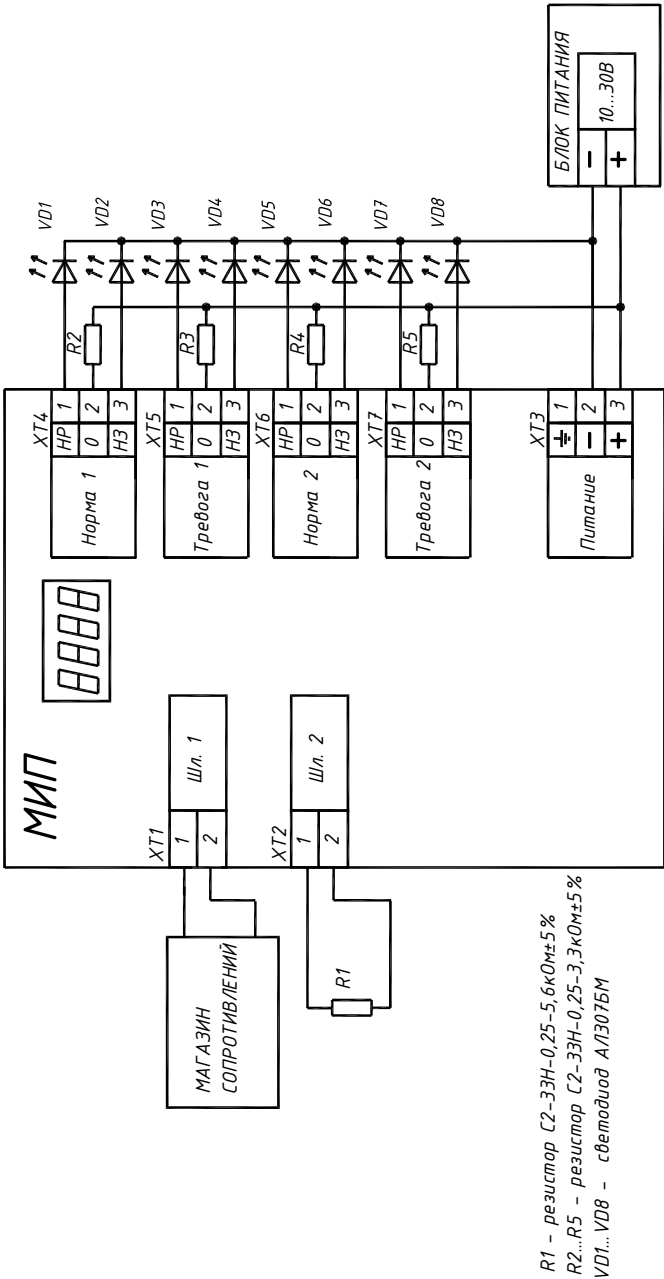 МИП
XT1
1
2
Шл. 1
XT2
1
2
Шл. 2
МАГАЗИН
СОПРОТИВЛЕНИЙ
R1
XT4
НР 1
0 2
НЗ 3
Норма 1
XT5
НР 1
0 2
НЗ 3
Тревога 1
XT6
НР 1
0 2
НЗ 3
Норма 2
XT7
НР 1
0 2
НЗ 3
Тревога 2
XT3
1
− 2
+ 3
Питание
R2
R3
R4
R5
VD1
VD2
VD3
VD4
VD5
VD6
VD7
VD8
БЛОК ПИТАНИЯ
−
+
10...30В
R1 - резистор С2-33Н-0,25-5,6кОм±5%
R2...R5 - резистор С2-33Н-0,25-3,3кОм±5%
VD1...VD8 - светодиод АЛ307БМ